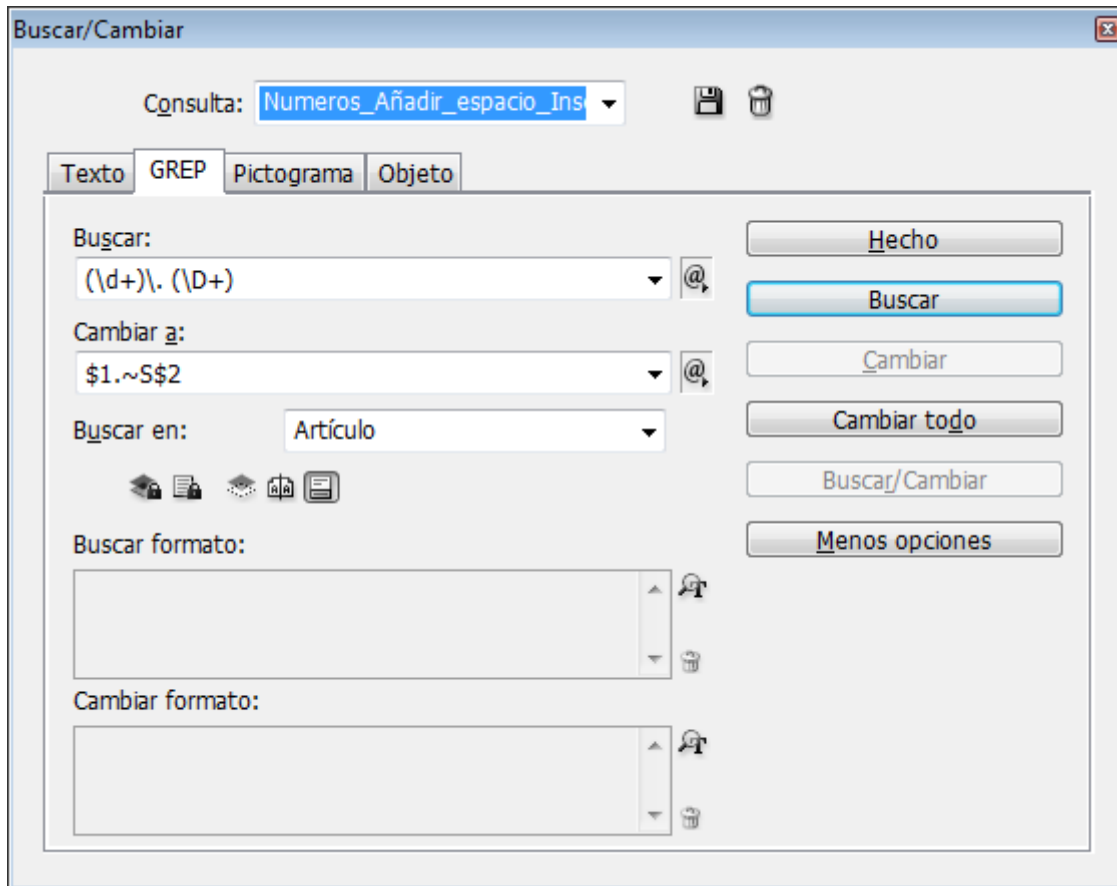 Buscar/Cambiar
Consulta: Numeros_Añadir_espacio_Ins
Texto GREP Pictograma Objeto
Buscar:
(\d+)\. (\D+)
Cambiar a:
$1.~S$2
Buscar en: Artículo
Buscar formato:
Cambiar formato:
Hecho
Buscar
Cambiar
Cambiar todo
Buscar/Cambiar
Menos opciones